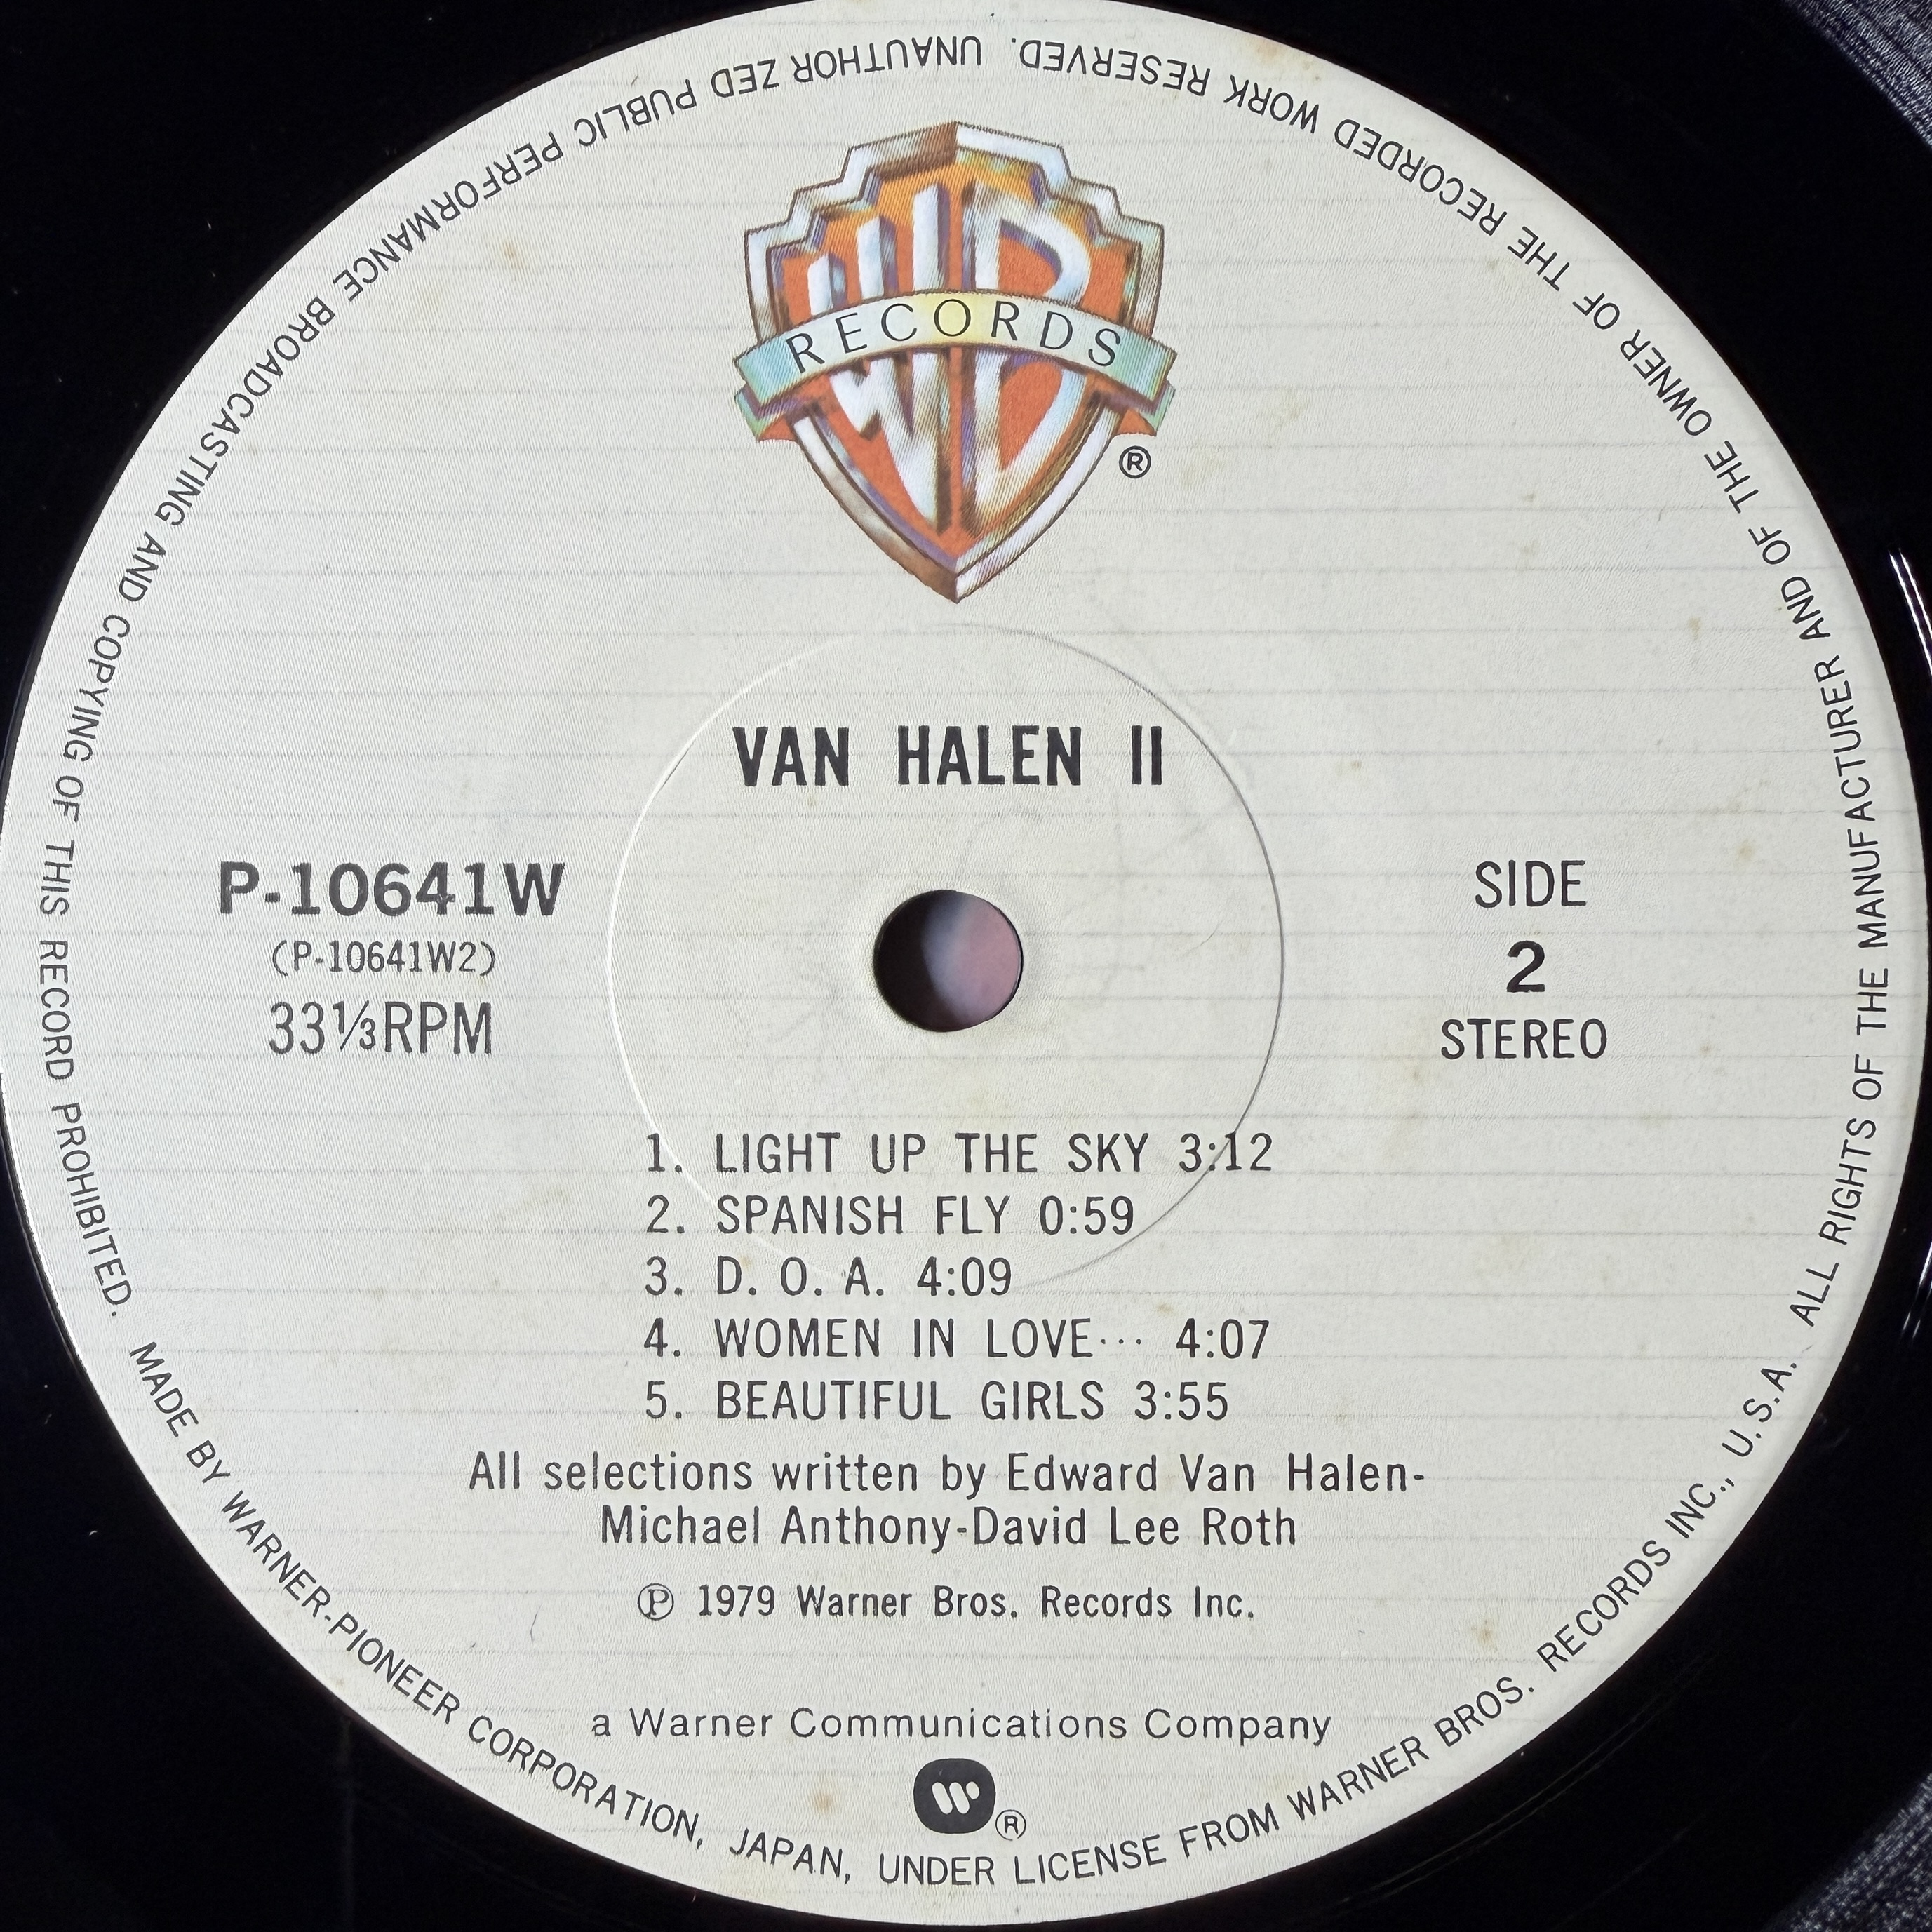 WB
RECORDS
®
VAN HALEN II
P-10641W
(P-10641W2)
33⅓RPM
SIDE
2
STEREO
1. LIGHT UP THE SKY 3:12
2. SPANISH FLY 0:59
3. D. O. A. 4:09
4. WOMEN IN LOVE··· 4:07
5. BEAUTIFUL GIRLS 3:55
All selections written by Edward Van Halen-
Michael Anthony-David Lee Roth
℗ 1979 Warner Bros. Records Inc.
a Warner Communications Company
W®
MADE BY WARNER-PIONEER CORPORATION, JAPAN, UNDER LICENSE FROM WARNER BROS. RECORDS INC., U.S.A. ALL RIGHTS OF THE MANUFACTURER AND OF THE OWNER OF THE RECORDED WORK RESERVED. UNAUTHOR ZED PUBLIC PERFORMANCE BROADCASTING AND COPYING OF THIS RECORD PROHIBITED.